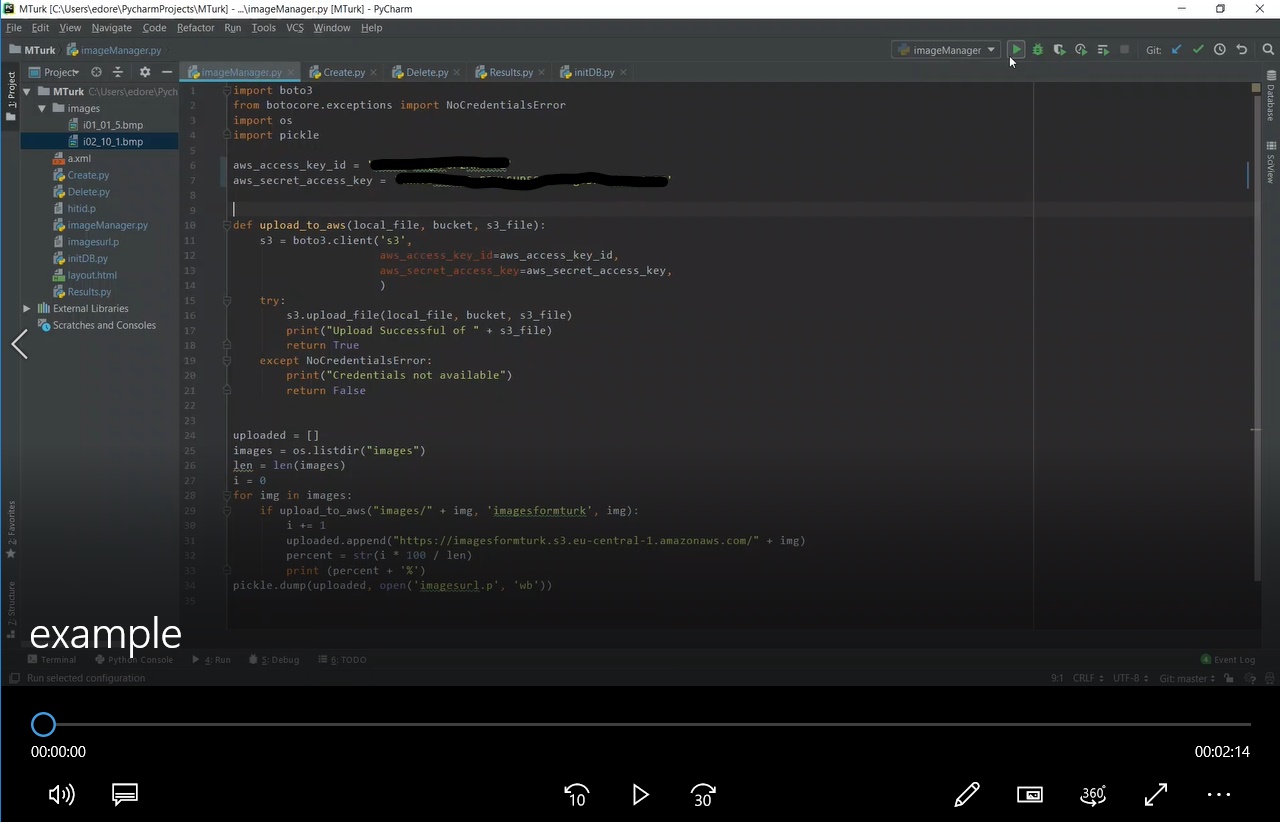 MTurk [C:\Users\edore\PycharmProjects\MTurk] - ...\imageManager.py [MTurk] - PyCharm
File Edit View Navigate Code Refactor Run Tools VCS Window Help
MTurk imageManager.py imageManager Git:
1: Project
Project
imageManager.py Create.py Delete.py Results.py initDB.py
MTurk C:\Users\edore\Pych
images
i01_01_5.bmp
i02_10_1.bmp
a.xml
Create.py
Delete.py
hitid.p
imageManager.py
imagesurl.p
initDB.py
layout.html
Results.py
External Libraries
Scratches and Consoles
2: Favorites
Z: Structure
1 import boto3
2 from botocore.exceptions import NoCredentialsError
3 import os
4 import pickle
5
6 aws_access_key_id = '
7 aws_secret_access_key =
8
9
10 def upload_to_aws(local_file, bucket, s3_file):
11 s3 = boto3.client('s3',
12 aws_access_key_id=aws_access_key_id,
13 aws_secret_access_key=aws_secret_access_key,
14 )
15 try:
16 s3.upload_file(local_file, bucket, s3_file)
17 print("Upload Successful of " + s3_file)
18 return True
19 except NoCredentialsError:
20 print("Credentials not available")
21 return False
22
23
24 uploaded = []
25 images = os.listdir("images")
26 len = len(images)
27 i = 0
28 for img in images:
29 if upload_to_aws("images/" + img, 'imagesformturk', img):
30 i += 1
31 uploaded.append("https://imagesformturk.s3.eu-central-1.amazonaws.com/" + img)
32 percent = str(i * 100 / len)
33 print (percent + '%')
34 pickle.dump(uploaded, open('imagesurl.p', 'wb'))
35
Database
SciView
example
Terminal Python Console 4: Run 5: Debug 6: TODO Event Log
Run selected configuration 9:1 CRLF UTF-8 Git: master
00:00:00 00:02:14
10 30 360°